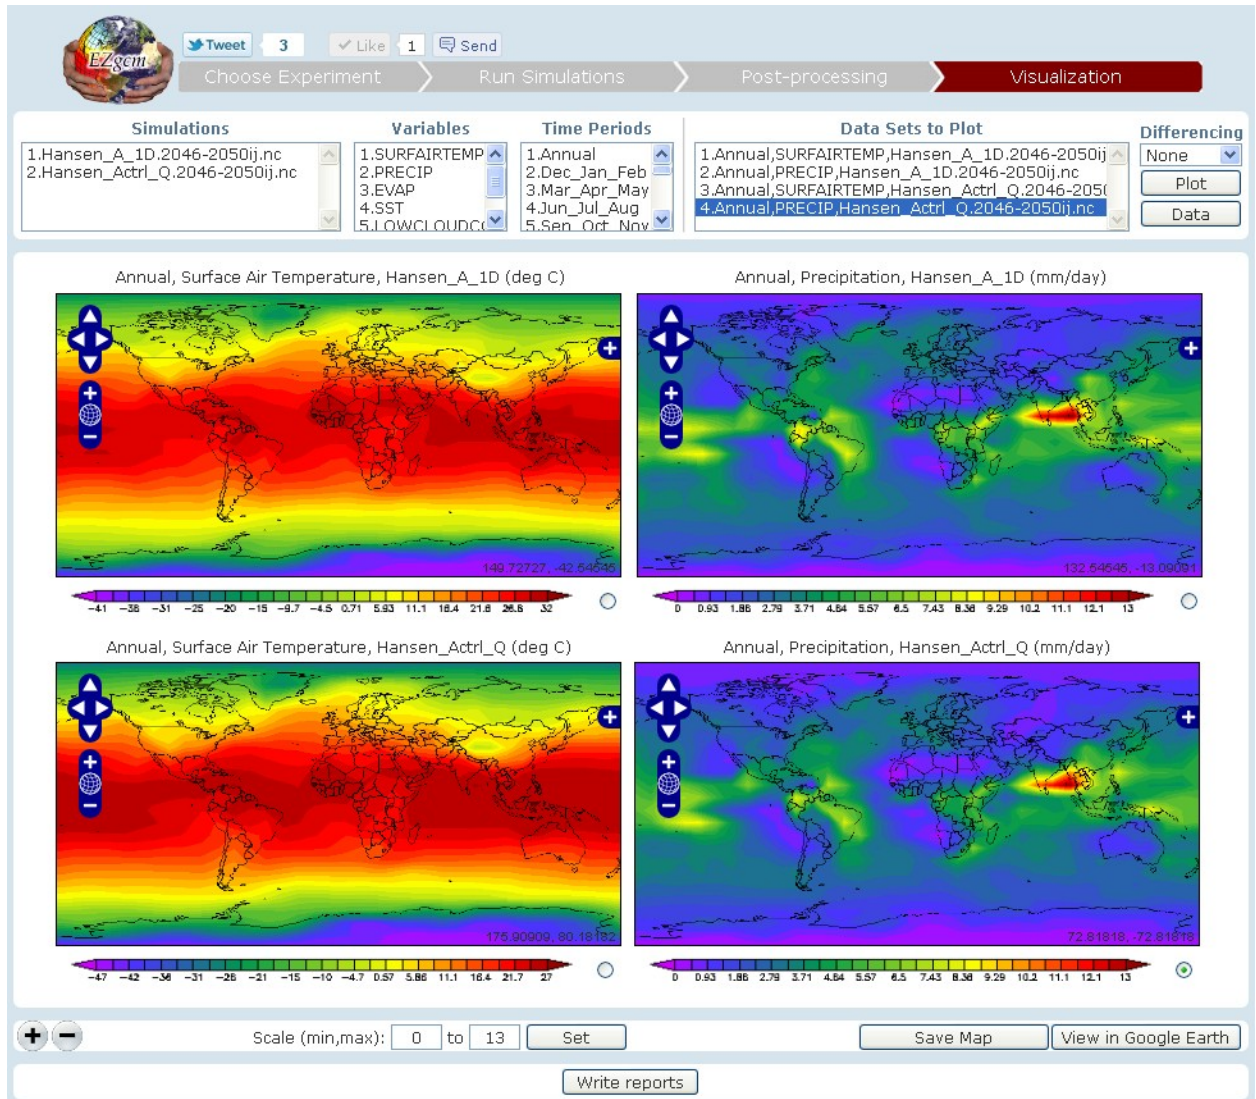 EZgcm
Tweet 3 Like 1 Send
Choose Experiment Run Simulations Post-processing Visualization
Simulations Variables Time Periods Data Sets to Plot Differencing
1.Hansen_A_1D.2046-2050ij.nc
2.Hansen_Actrl_Q.2046-2050ij.nc
1.SURFAIRTEMP
2.PRECIP
3.EVAP
4.SST
5.LOWCLOUDC
1.Annual
2.Dec_Jan_Feb
3.Mar_Apr_May
4.Jun_Jul_Aug
5.Sep_Oct_Nov
1.Annual,SURFAIRTEMP,Hansen_A_1D.2046-2050ij
2.Annual,PRECIP,Hansen_A_1D.2046-2050ij.nc
3.Annual,SURFAIRTEMP,Hansen_Actrl_Q.2046-205
4.Annual,PRECIP,Hansen_Actrl_Q.2046-2050ij.nc
None
Plot
Data
Annual, Surface Air Temperature, Hansen_A_1D (deg C)
149.72727, -42.54545
-41 -36 -31 -25 -20 -15 -9.7 -4.5 0.71 5.93 11.1 16.4 21.6 26.8 32
Annual, Precipitation, Hansen_A_1D (mm/day)
132.54545, -13.09091
0 0.93 1.86 2.79 3.71 4.64 5.57 6.5 7.43 8.36 9.29 10.2 11.1 12.1 13
Annual, Surface Air Temperature, Hansen_Actrl_Q (deg C)
175.90909, 80.18182
-47 -42 -36 -31 -26 -21 -15 -10 -4.7 0.57 5.86 11.1 16.4 21.7 27
Annual, Precipitation, Hansen_Actrl_Q (mm/day)
72.81818, -72.81818
0 0.93 1.86 2.79 3.71 4.64 5.57 6.5 7.43 8.36 9.29 10.2 11.1 12.1 13
Scale (min,max): 0 to 13 Set Save Map View in Google Earth
Write reports